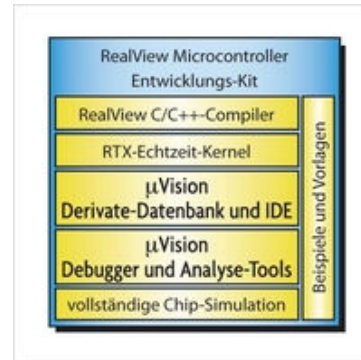 RealView Microcontroller
Entwicklungs-Kit
RealView C/C++-Compiler
RTX-Echtzeit-Kernel
µVision
Derivate-Datenbank und IDE
µVision
Debugger und Analyse-Tools
vollständige Chip-Simulation
Beispiele und Vorlagen